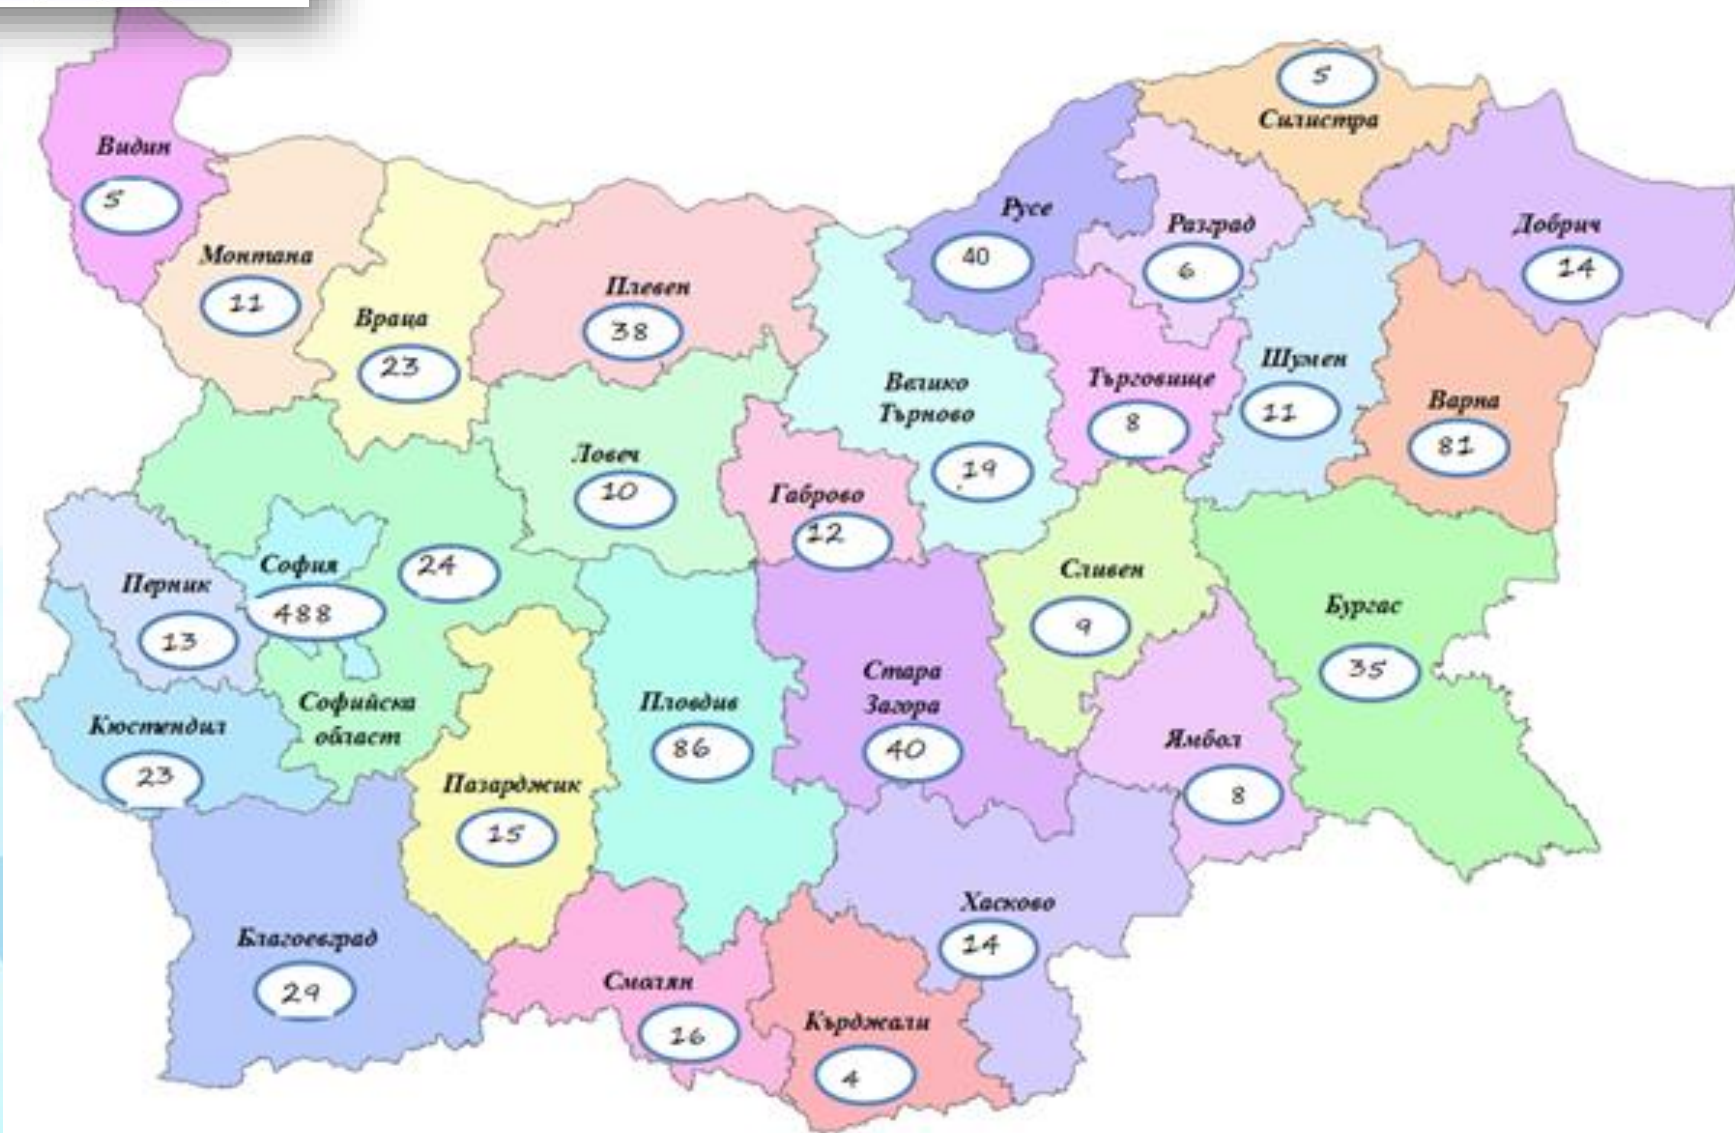 Видин
5
Монтана
11
Враца
23
Плевен
38
Ловеч
10
Габрово
12
Велико
Търново
19
Русе
40
Силистра
5
Разград
6
Добрич
14
Търговище
8
Шумен
11
Варна
81
София
488
24
Софийска
област
Перник
13
Кюстендил
23
Благоевград
29
Пазарджик
15
Пловдив
86
Стара
Загора
40
Сливен
9
Бургас
35
Ямбол
8
Хасково
14
Смолян
16
Кърджали
4